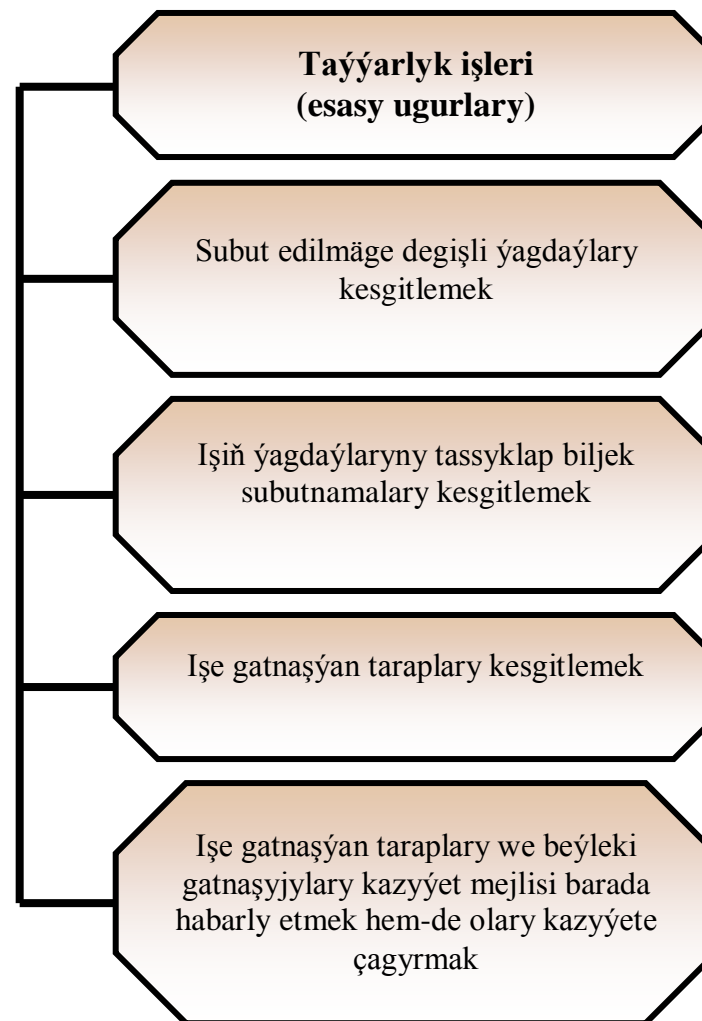 Taýýarlyk işleri
(esasy ugurlary)
Subut edilmäge degişli ýagdaýlary
kesgitlemek
Işiň ýagdaýlaryny tassyklap biljek
subutnamalary kesgitlemek
Işe gatnaşýan taraplary kesgitlemek
Işe gatnaşýan taraplary we beýleki
gatnaşyjylary kazyýet mejlisi barada
habarly etmek hem-de olary kazyýete
çagyrmak